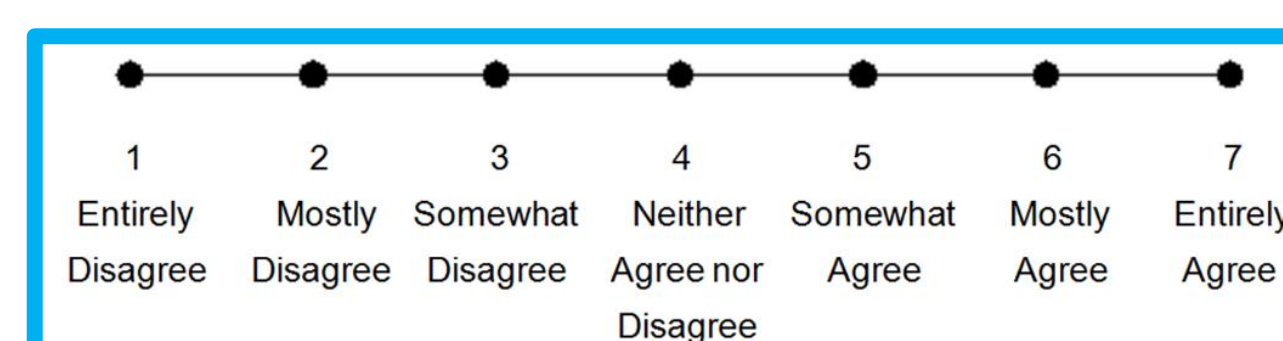 1 2 3 4 5 6 7
Entirely Mostly Somewhat Neither Somewhat Mostly Entirely
Disagree Disagree Disagree Agree nor Agree Agree Agree
Disagree